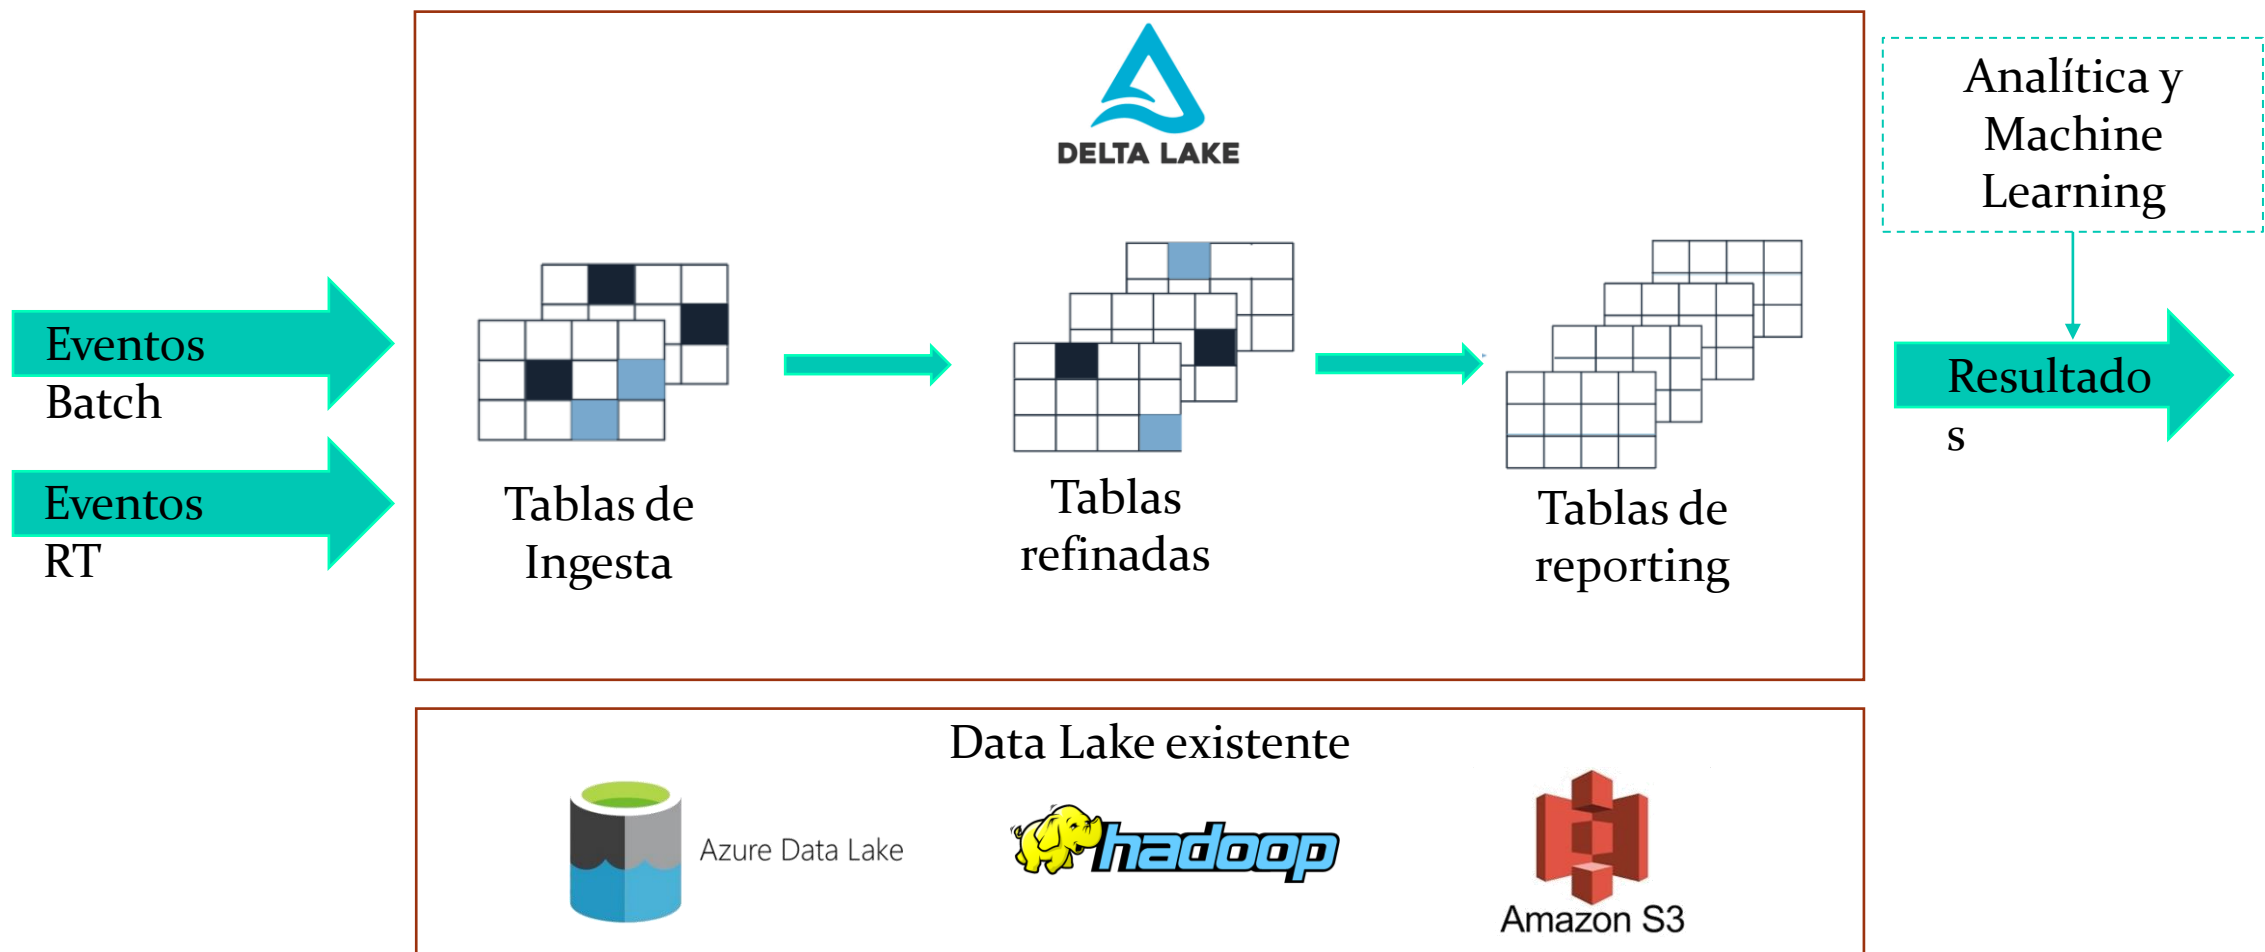 DELTA LAKE
Analítica y
Machine
Learning
Eventos
Batch
Eventos
RT
Tablas de
Ingesta
Tablas
refinadas
Tablas de
reporting
Resultado
s
Data Lake existente
Azure Data Lake
hadoop
Amazon S3